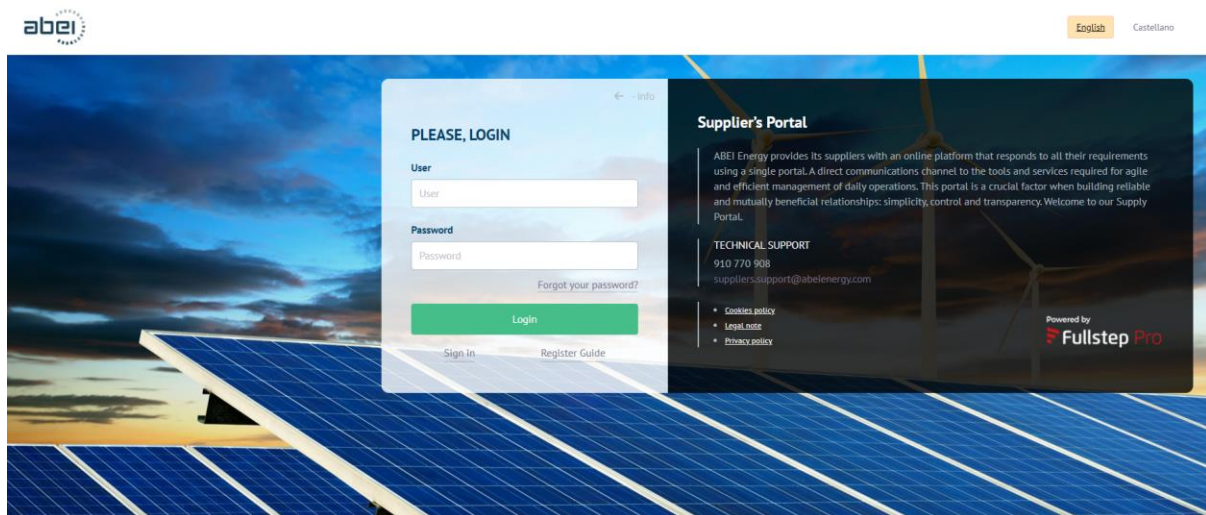 abei
English
Castellano
← - info
PLEASE, LOGIN
User
User
Password
Password
Forgot your password?
Login
Sign in
Register Guide
Supplier's Portal
ABEI Energy provides its suppliers with an online platform that responds to all their requirements
using a single portal. A direct communications channel to the tools and services required for agile
and efficient management of daily operations. This portal is a crucial factor when building reliable
and mutually beneficial relationships: simplicity, control and transparency. Welcome to our Supply
Portal.
TECHNICAL SUPPORT
910 770 908
suppliers.support@abeienergy.com
Cookies policy
Legal note
Privacy policy
Powered by
Fullstep Pro